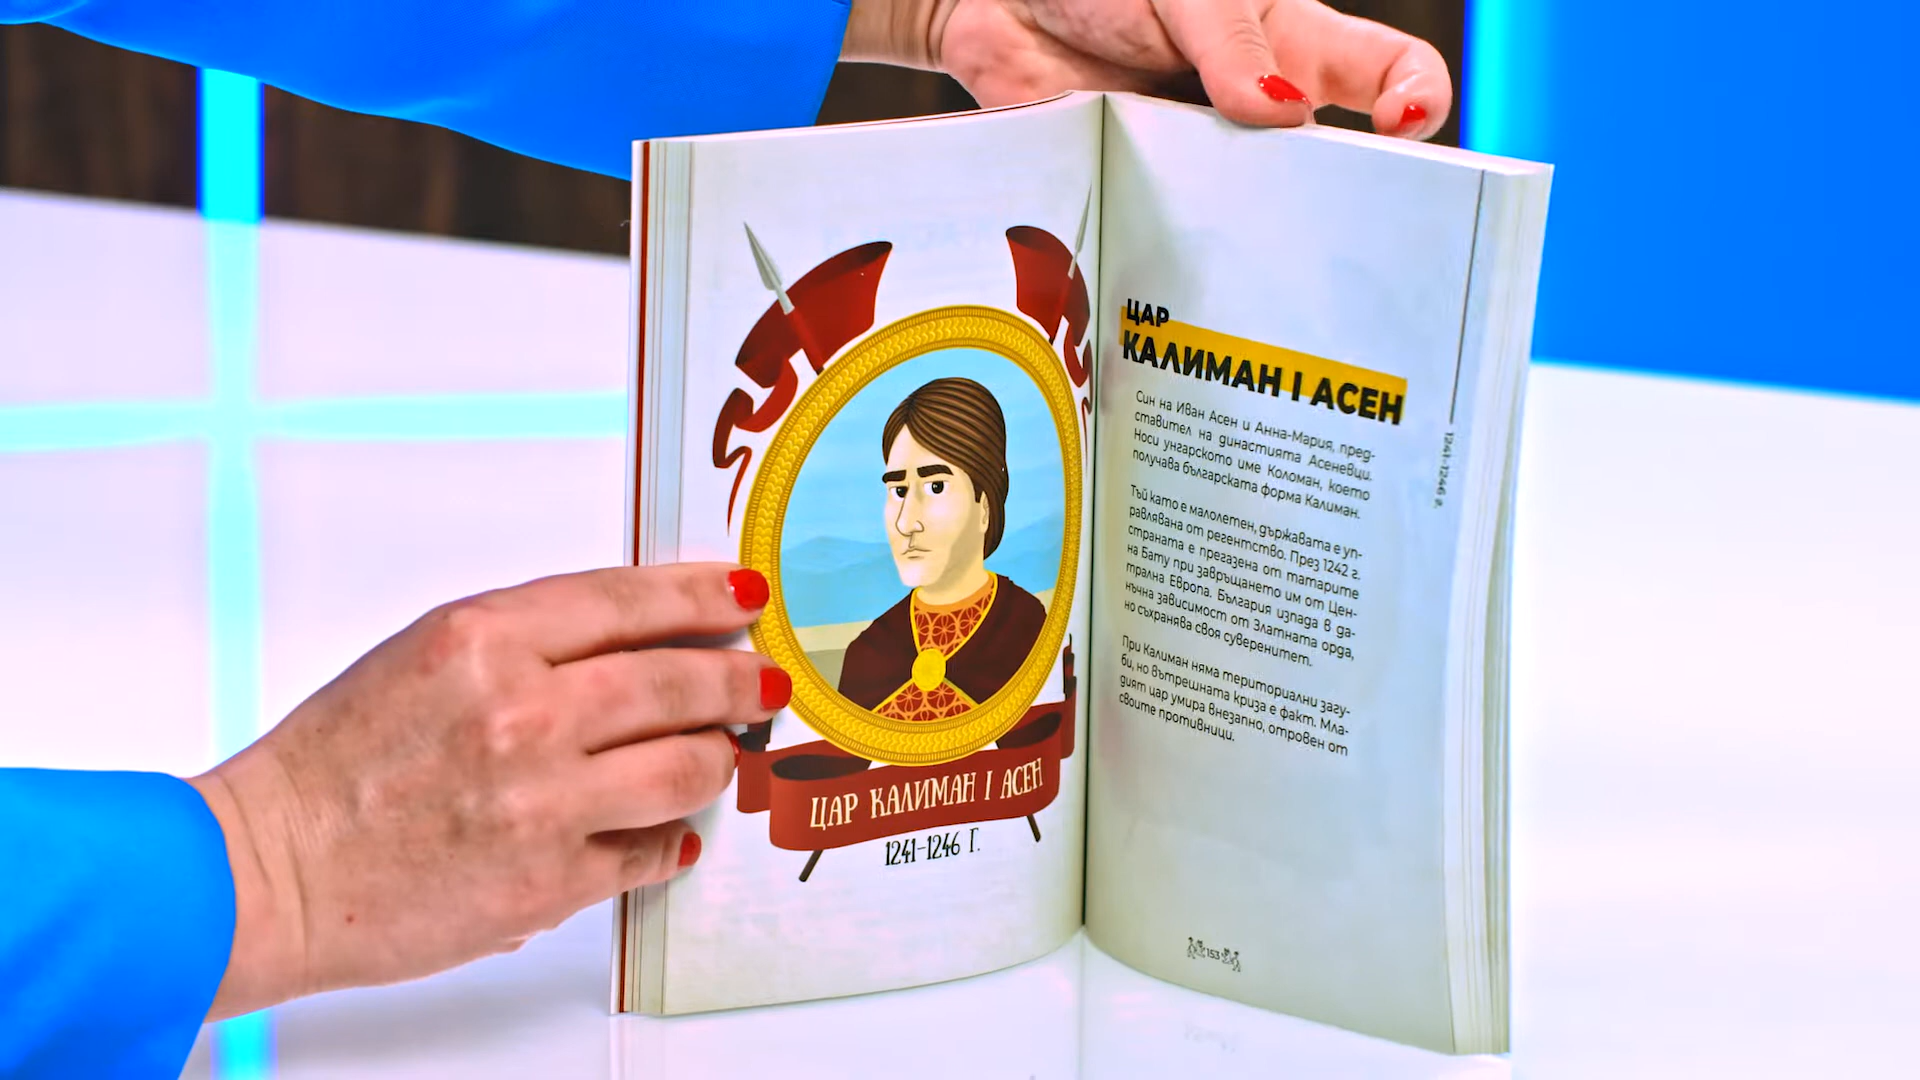 ЦАР КАЛИМАН I АСЕН
1241-1246 Г.
ЦАР
КАЛИМАН I АСЕН
Син на Иван Асен и Анна-Мария, пред-
ставител на династията Асеневци.
Носи унгарското име Коломан, което
получава българската форма Калиман.
Тъй като е малолетен, държавата е уп-
равлявана от регентство. През 1242 г.
страната е прегазена от татарите
на Бату при завръщането им от Цен-
трална Европа. България изпада в да-
нъчна зависимост от Златната орда,
но съхранява своя суверенитет.
При Калиман няма териториални загу-
би, но вътрешната криза е факт. Мла-
дият цар умира внезапно, отровен от
своите противници.
1241-1246 г.
153